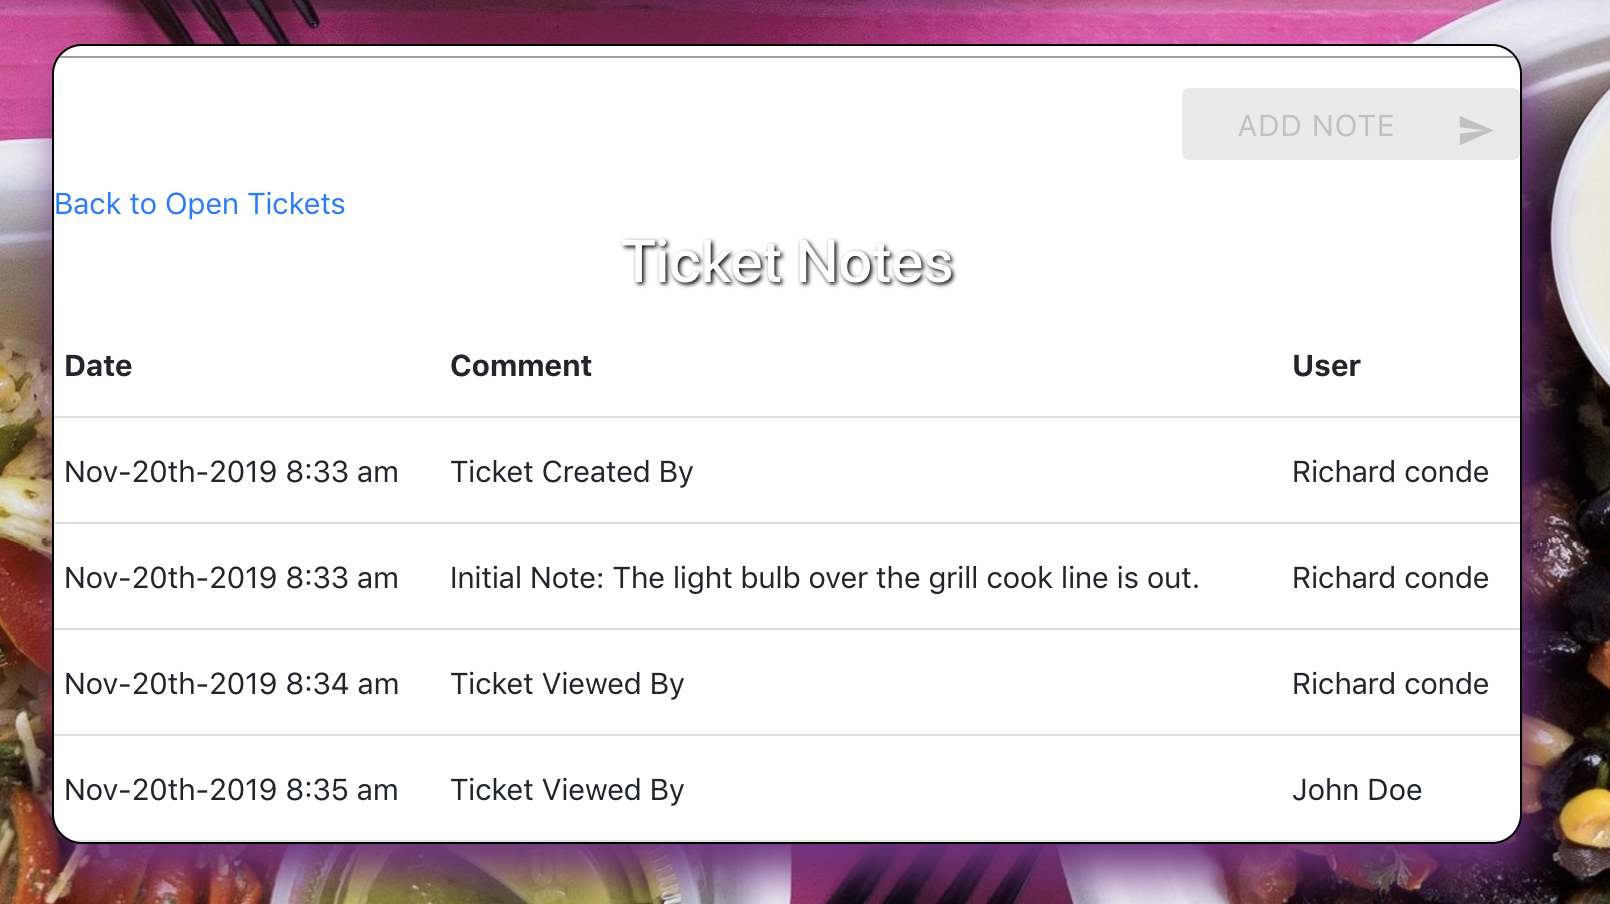 ADD NOTE
Back to Open Tickets
Ticket Notes
Date Comment User
Nov-20th-2019 8:33 am Ticket Created By Richard conde
Nov-20th-2019 8:33 am Initial Note: The light bulb over the grill cook line is out. Richard conde
Nov-20th-2019 8:34 am Ticket Viewed By Richard conde
Nov-20th-2019 8:35 am Ticket Viewed By John Doe